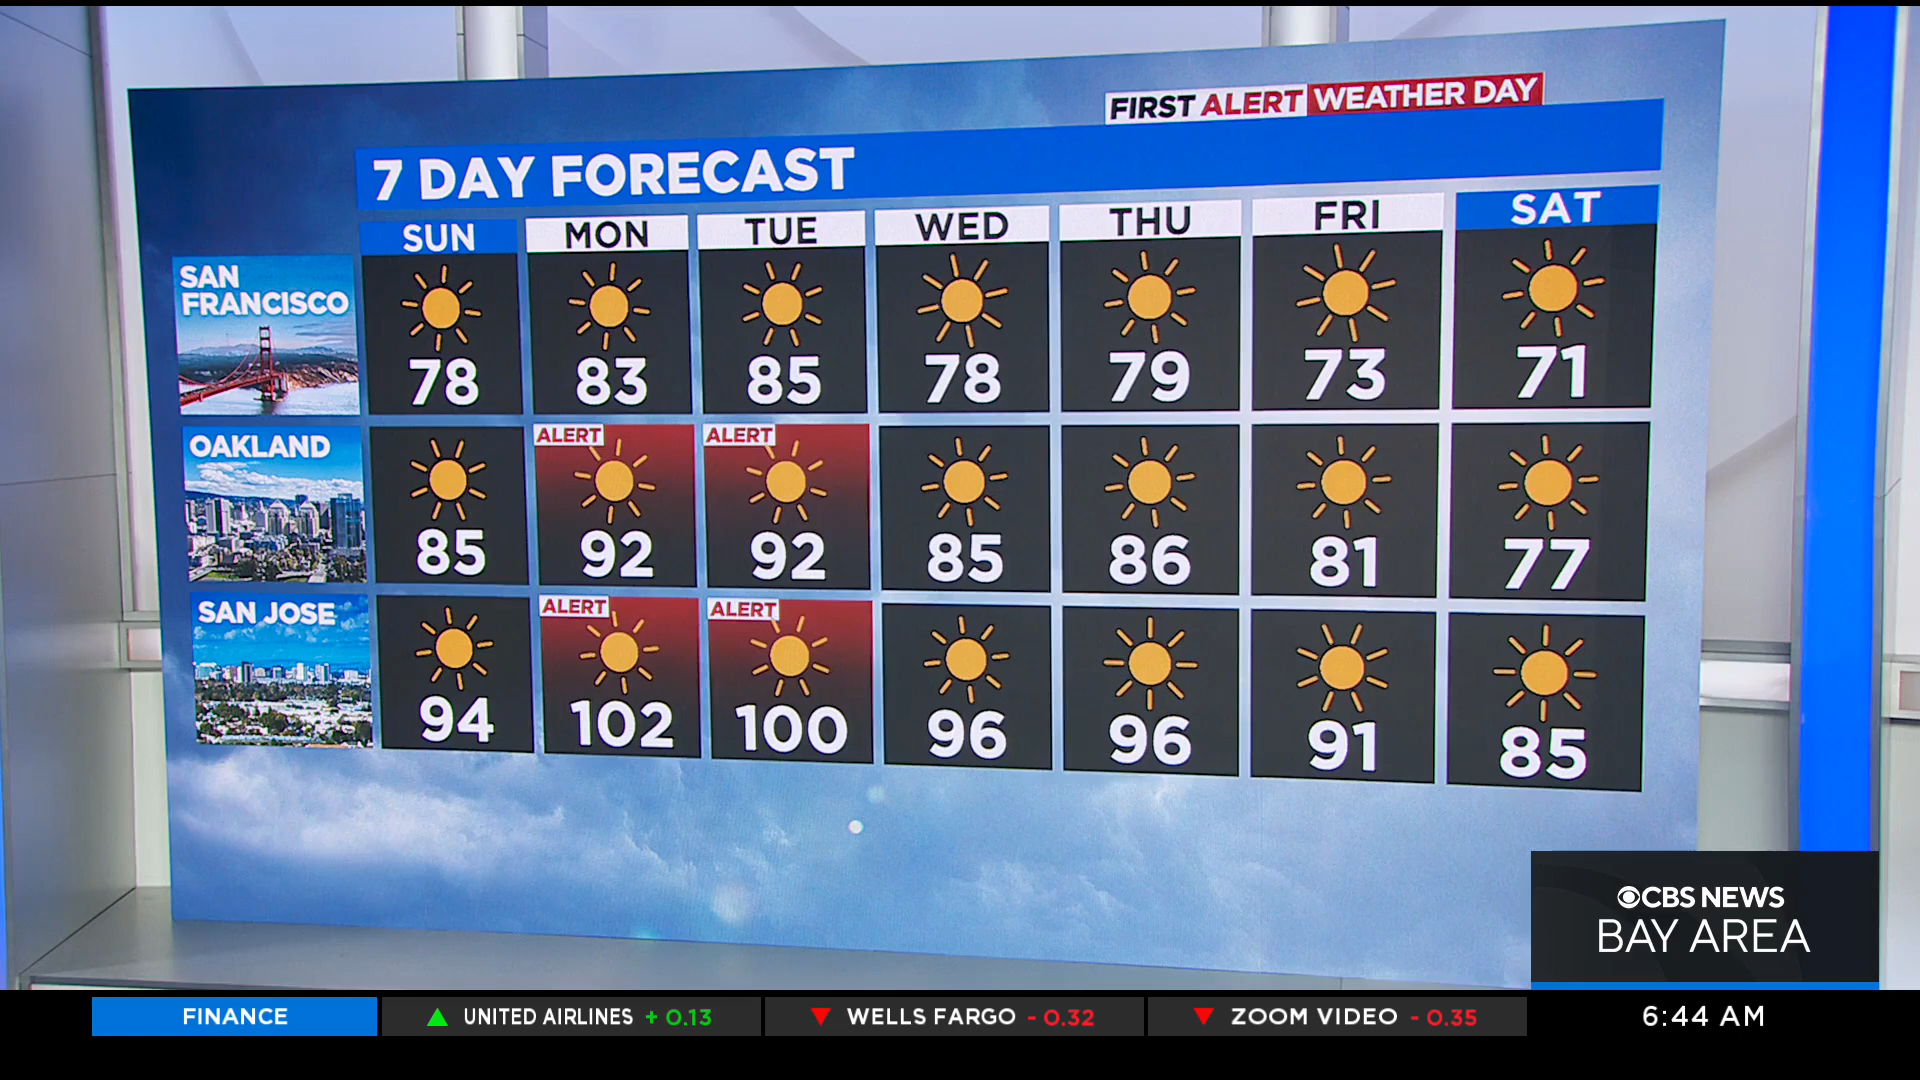 FIRST ALERT WEATHER DAY
7 DAY FORECAST
SUN MON TUE WED THU FRI SAT
SAN
FRANCISCO
78 83 85 78 79 73 71
OAKLAND
ALERT ALERT
85 92 92 85 86 81 77
SAN JOSE
ALERT ALERT
94 102 100 96 96 91 85
CBS NEWS
BAY AREA
FINANCE UNITED AIRLINES + 0.13 WELLS FARGO - 0.32 ZOOM VIDEO - 0.35 6:44 AM